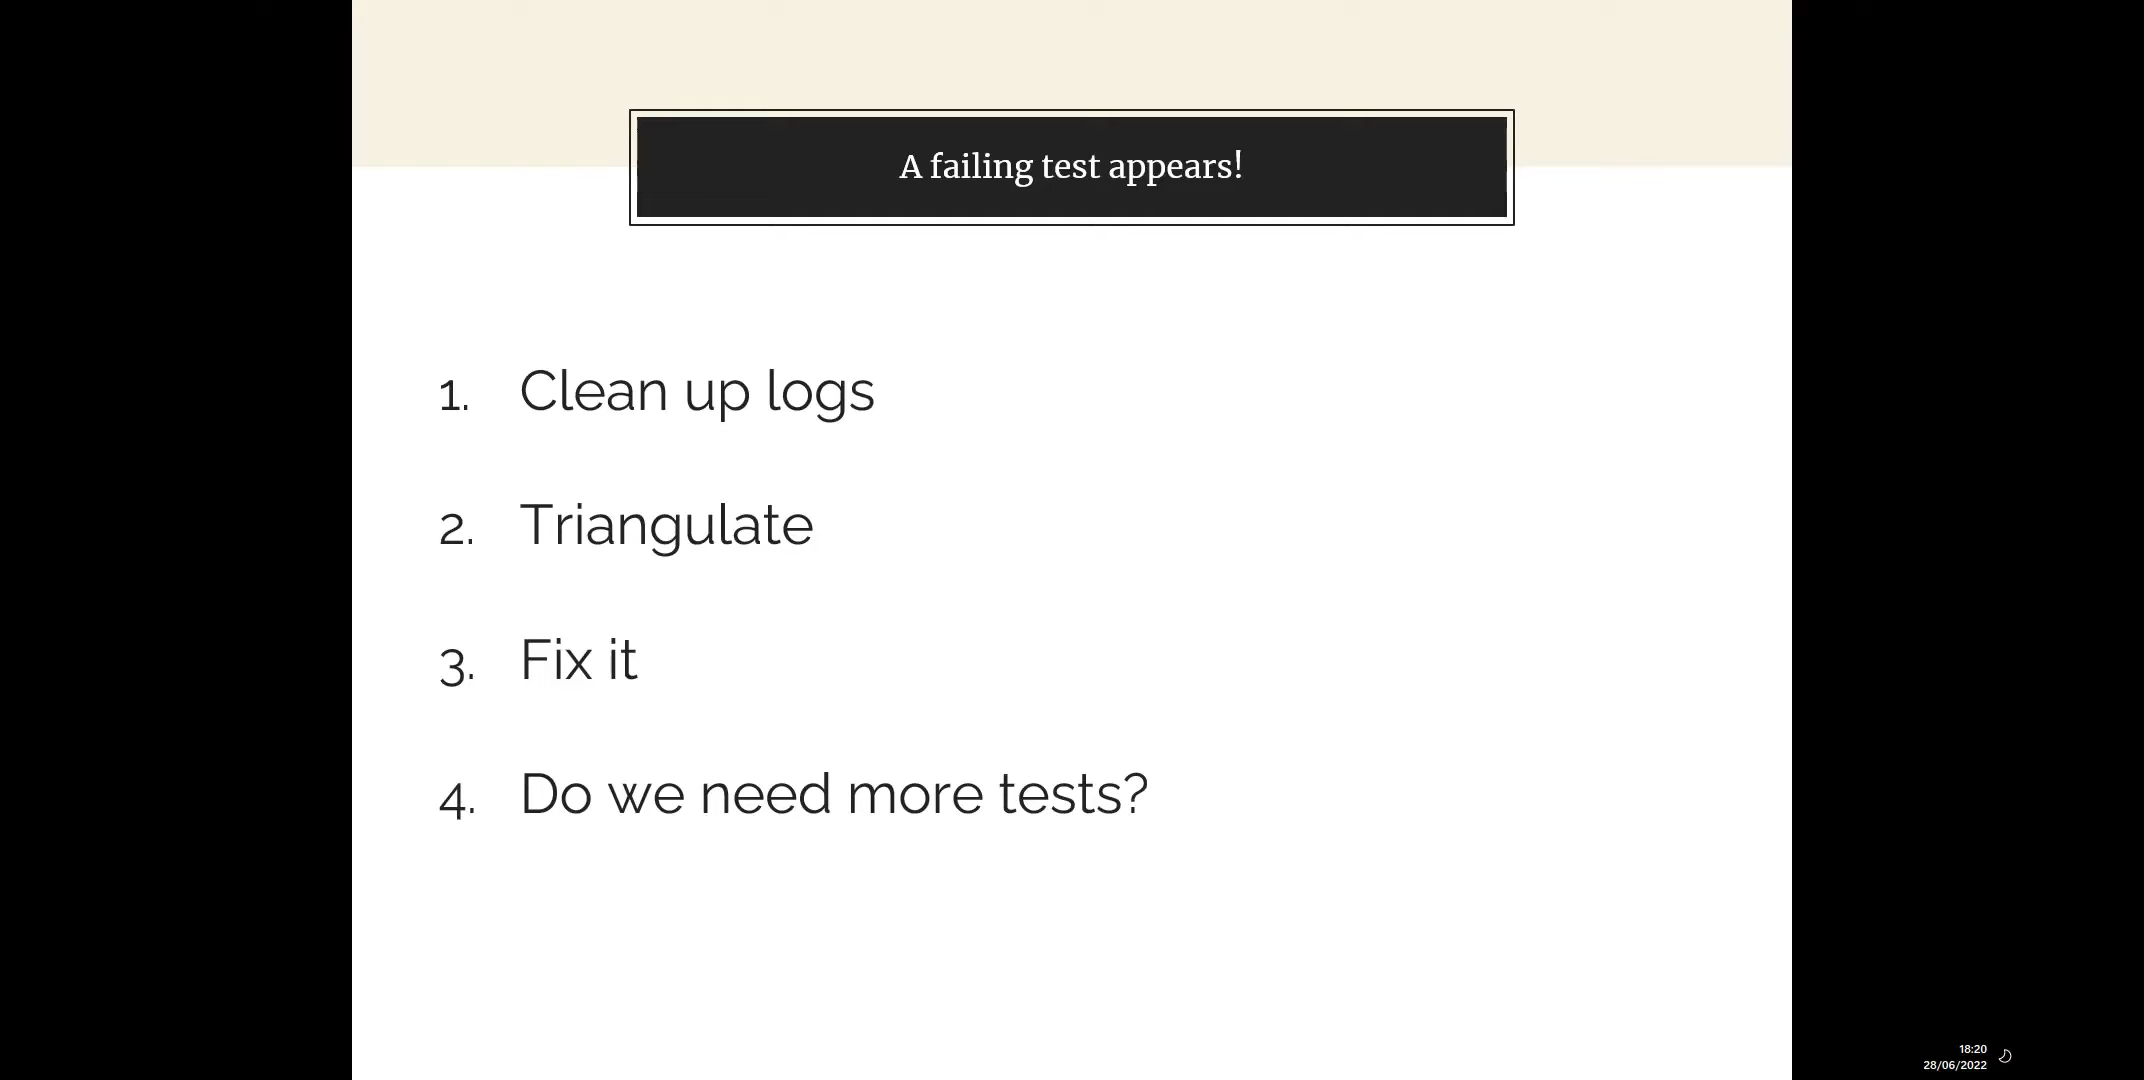 A failing test appears!
1. Clean up logs
2. Triangulate
3. Fix it
4. Do we need more tests?
18:20
28/06/2022